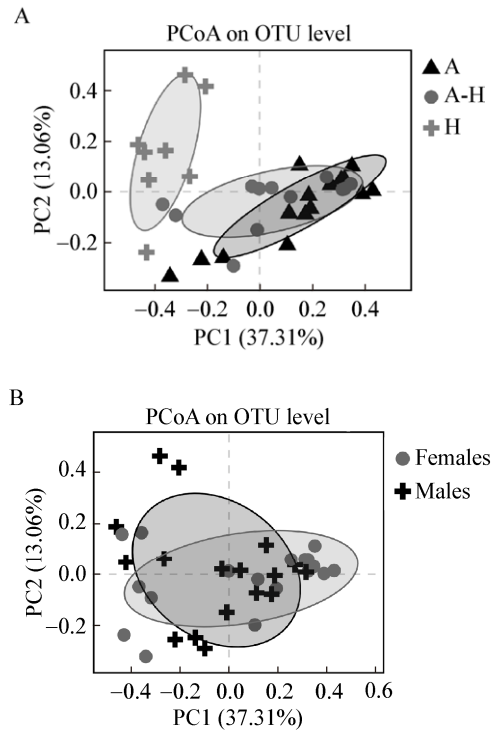 A
PCoA on OTU level
A
A-H
H
0.4
0.2
0.0
−0.2
PC2 (13.06%)
−0.4 −0.2 0.0 0.2 0.4
PC1 (37.31%)
B
PCoA on OTU level
Females
Males
0.4
0.2
0.0
−0.2
PC2 (13.06%)
−0.4 −0.2 0.0 0.2 0.4 0.6
PC1 (37.31%)